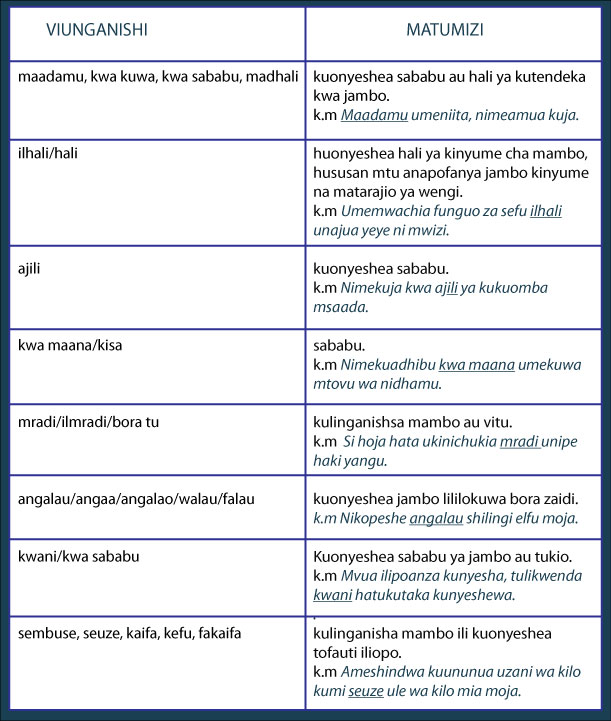 VIUNGANISHI
MATUMIZI
maadamu, kwa kuwa, kwa sababu, madhali
kuonyeshea sababu au hali ya kutendeka
kwa jambo.
k.m Maadamu umeniita, nimeamua kuja.
ilhali/hali
huonyeshea hali ya kinyume cha mambo,
hususan mtu anapofanya jambo kinyume
na matarajio ya wengi.
k.m Umemwachia funguo za sefu ilhali
unajua yeye ni mwizi.
ajili
kuonyeshea sababu.
k.m Nimekuja kwa ajili ya kukuomba
msaada.
kwa maana/kisa
sababu.
k.m Nimekuadhibu kwa maana umekuwa
mtovu wa nidhamu.
mradi/ilmradi/bora tu
kulinganishsa mambo au vitu.
k.m Si hoja hata ukinichukia mradi unipe
haki yangu.
angalau/angaa/angalao/walau/falau
kuonyeshea jambo lililokuwa bora zaidi.
k.m Nikopeshe angalau shilingi elfu moja.
kwani/kwa sababu
Kuonyeshea sababu ya jambo au tukio.
k.m Mvua ilipoanza kunyesha, tulikwenda
kwani hatukutaka kunyeshewa.
sembuse, seuze, kaifa, kefu, fakaifa
kulinganisha mambo ili kuonyeshea
tofauti iliopo.
k.m Ameshindwa kuununua uzani wa kilo
kumi seuze ule wa kilo mia moja.